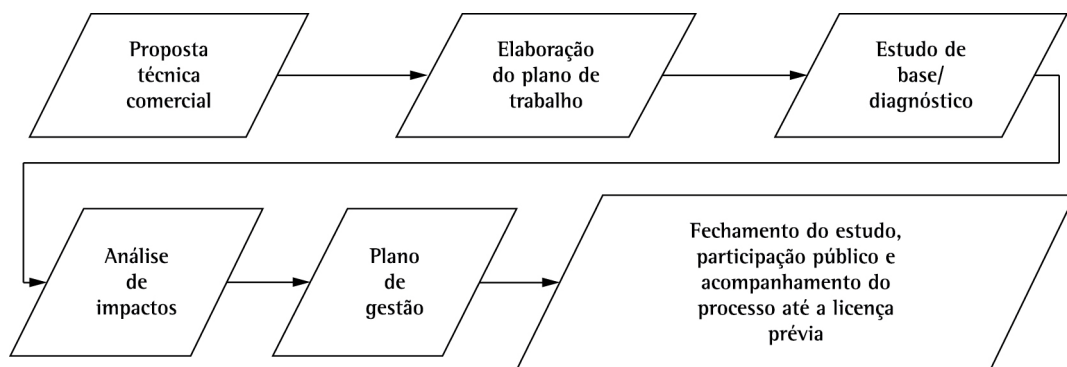 Proposta
técnica
comercial
Elaboração
do plano de
trabalho
Estudo de
base/
diagnóstico
Análise
de
impactos
Plano
de
gestão
Fechamento do estudo,
participação público e
acompanhamento do
processo até a licença
prévia